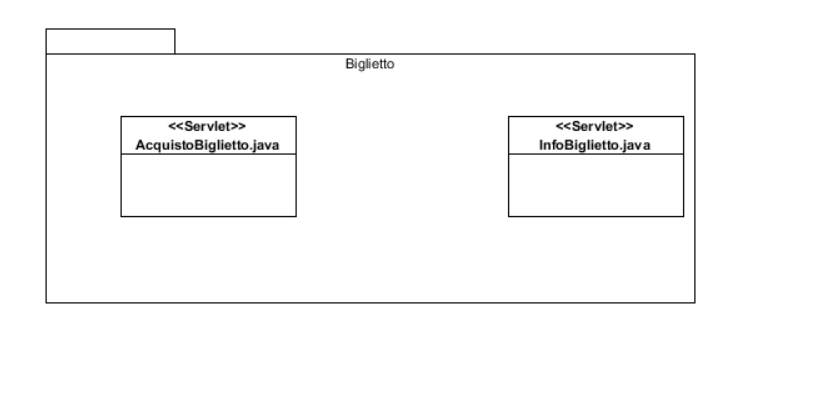 Biglietto
<<Servlet>>
AcquistoBiglietto.java
<<Servlet>>
InfoBiglietto.java